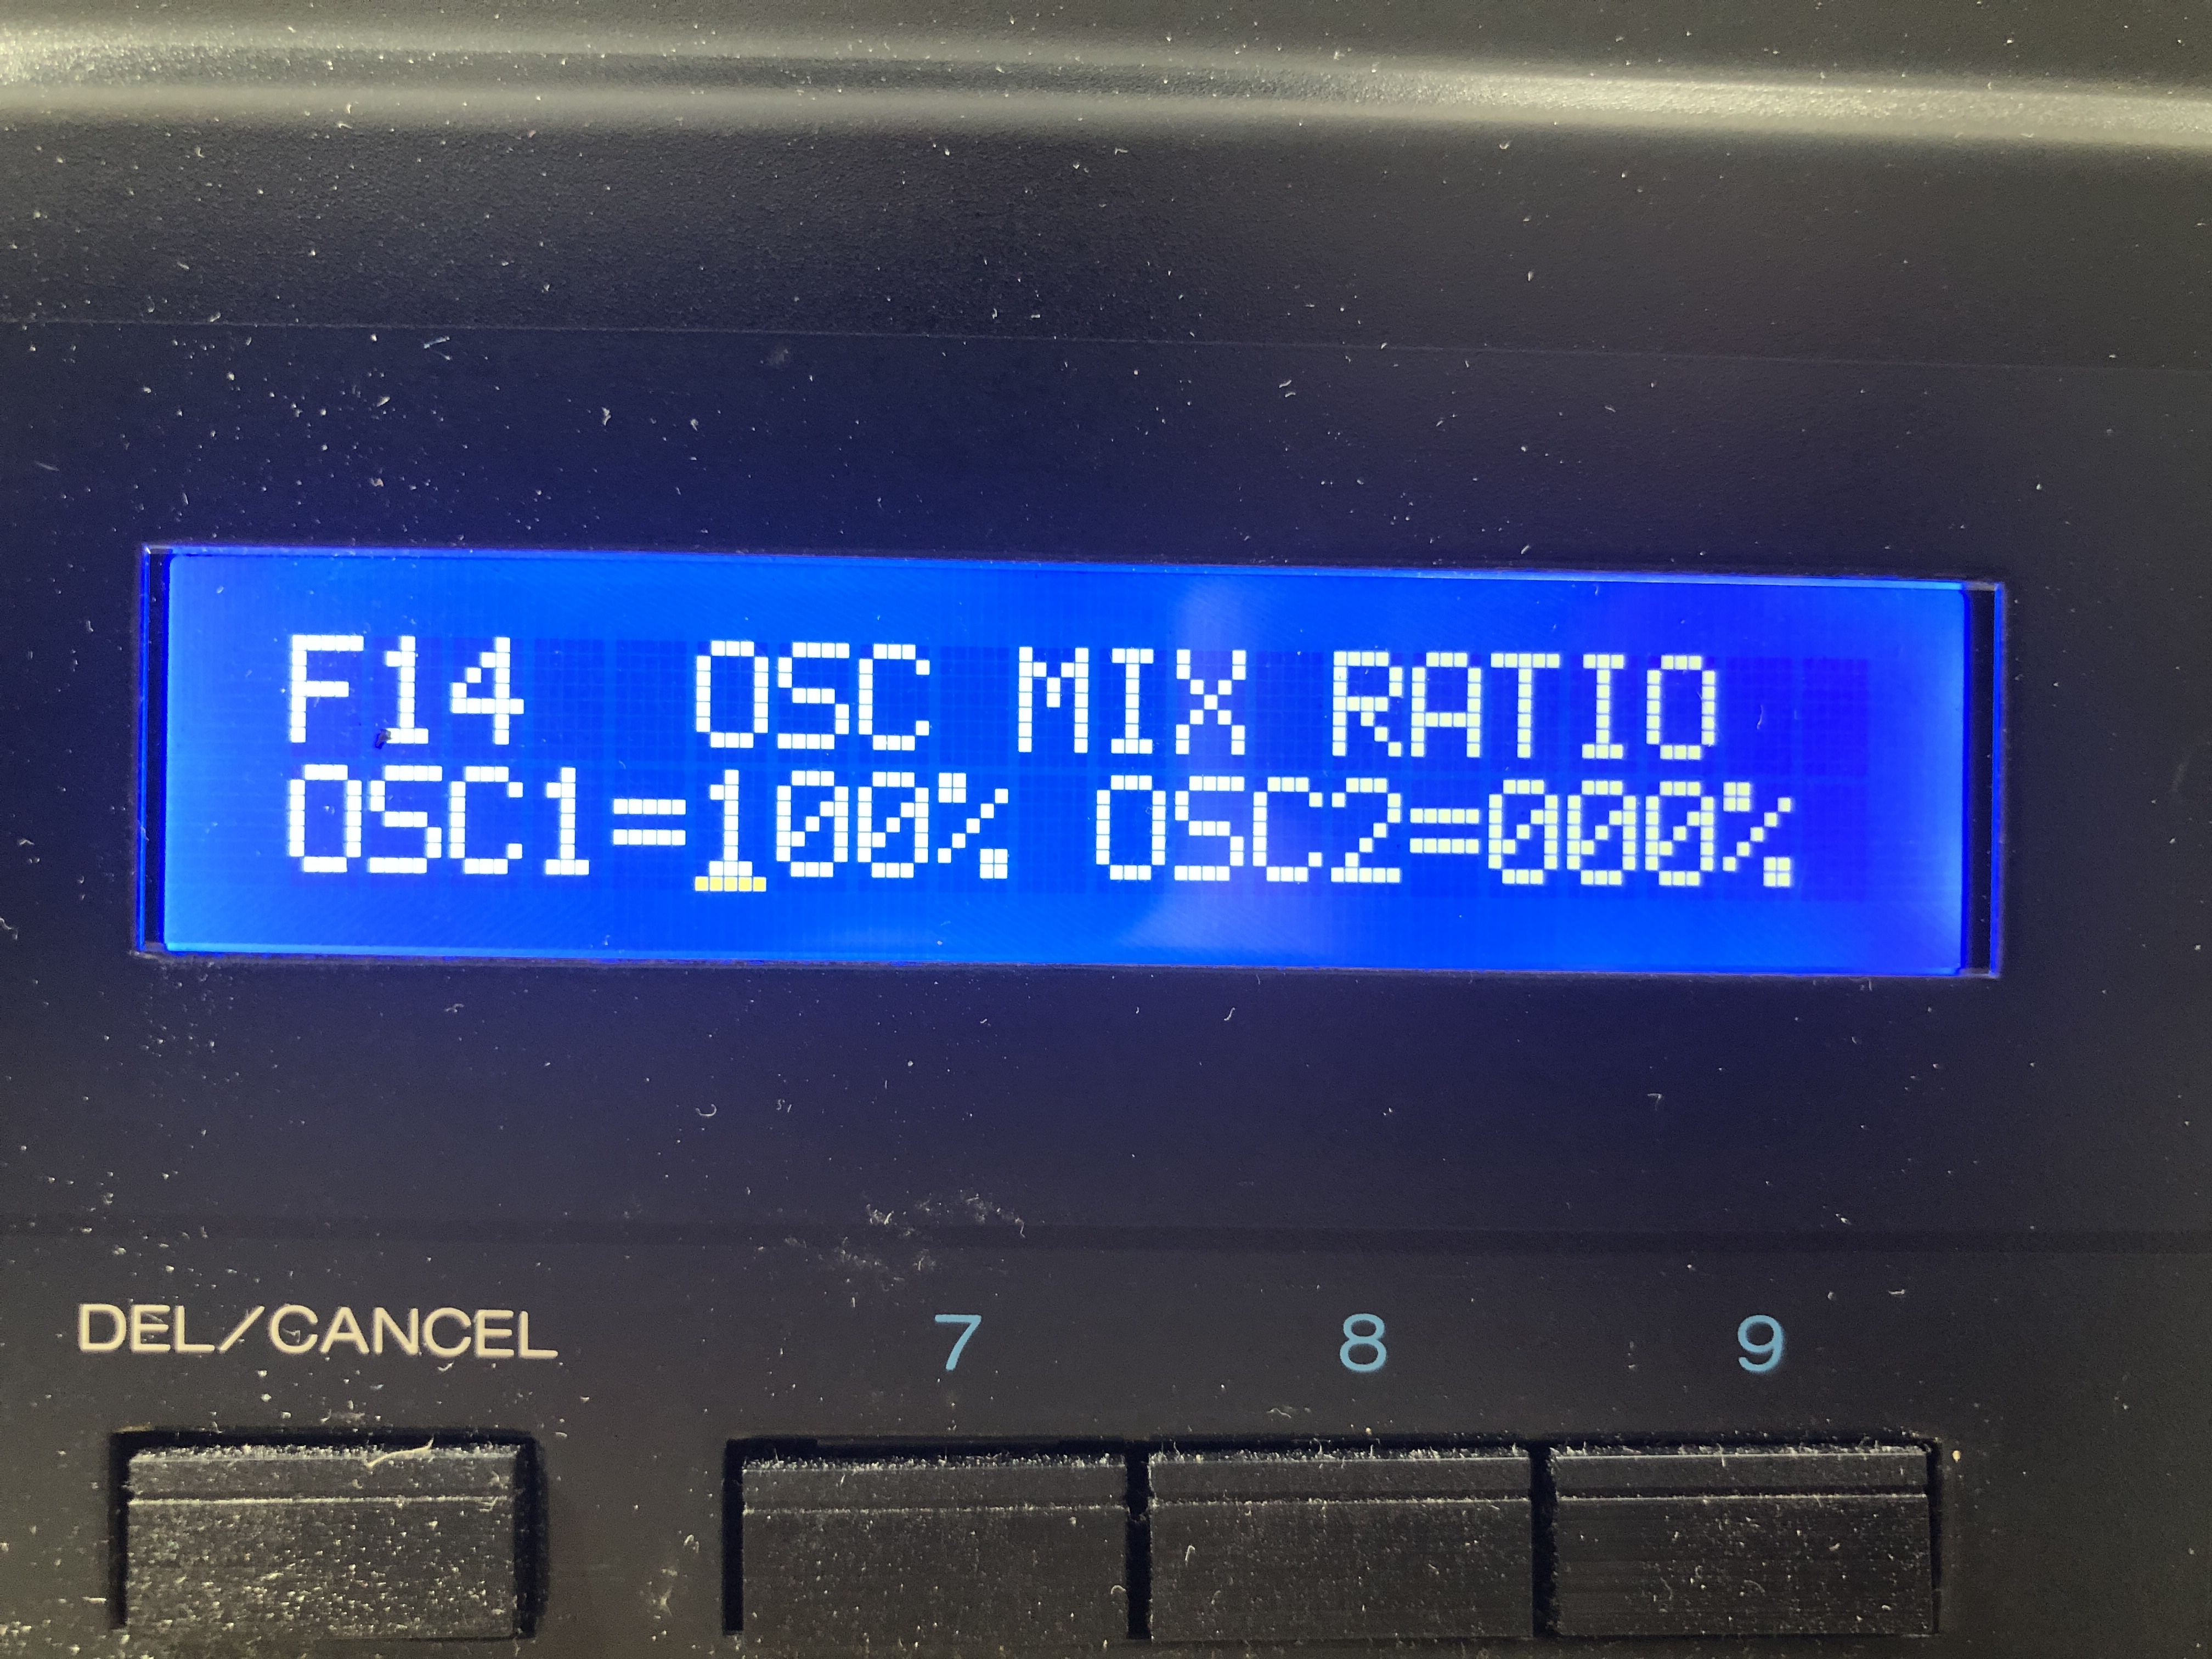 F14  OSC MIX RATIO
OSC1=100% OSC2=000%
DEL/CANCEL
7 8 9